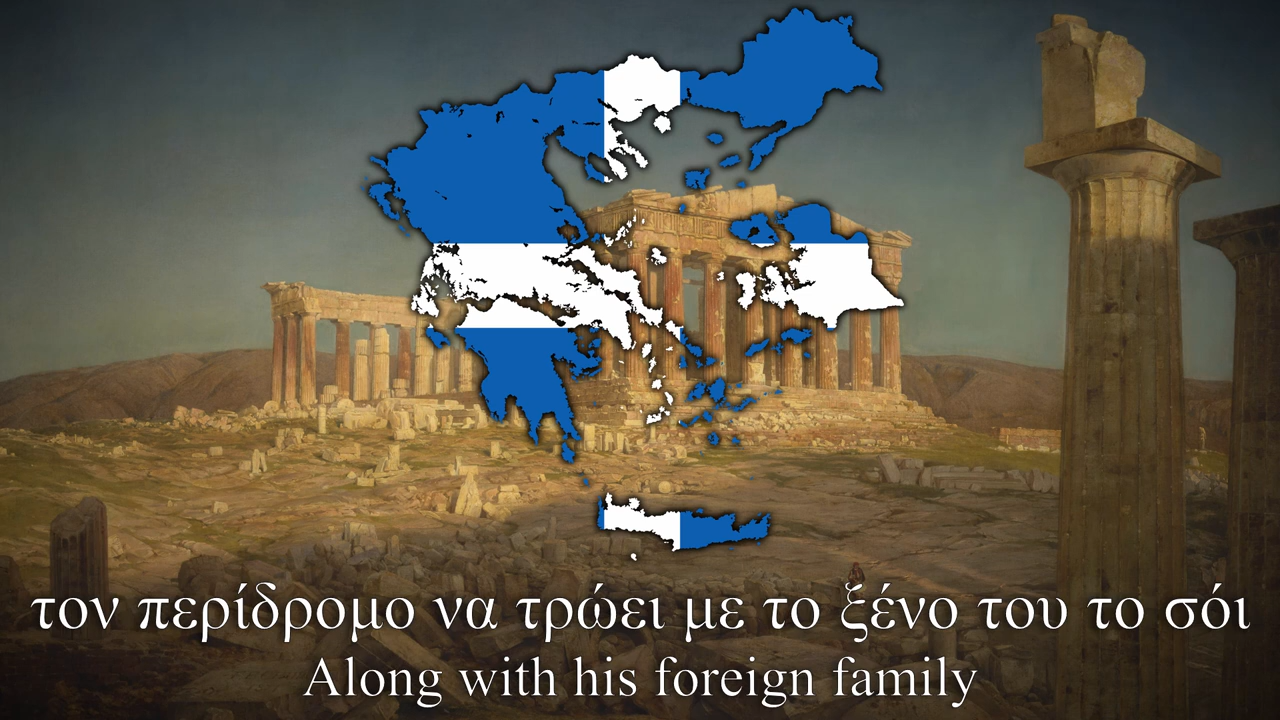 τον περίδρομο να τρώει με το ξένο του το σόι
Along with his foreign family